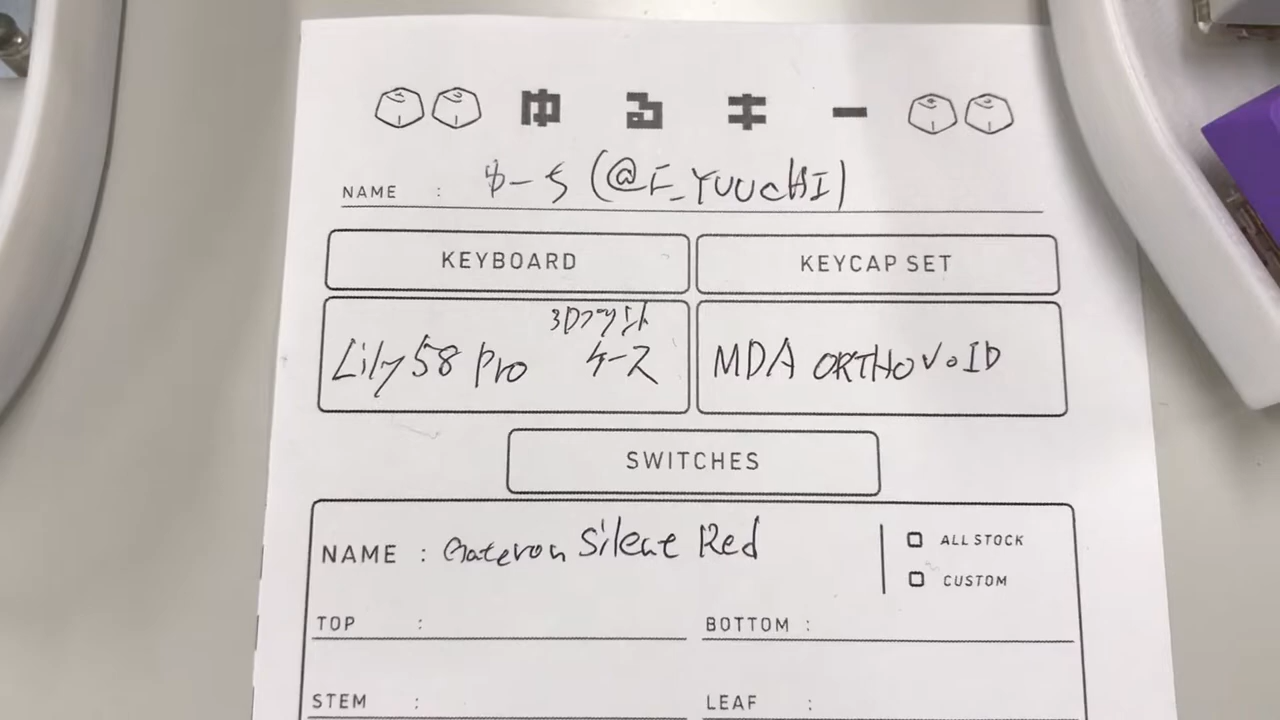 ゆるキー
NAME : ゆーち (@E_YUUCHI)
KEYBOARD
KEYCAP SET
3Dプリント
Lily58 Pro ケース
MDA ORTHOVOID
SWITCHES
NAME : Gateron Silent Red
ALL STOCK
CUSTOM
TOP :
BOTTOM :
STEM :
LEAF :